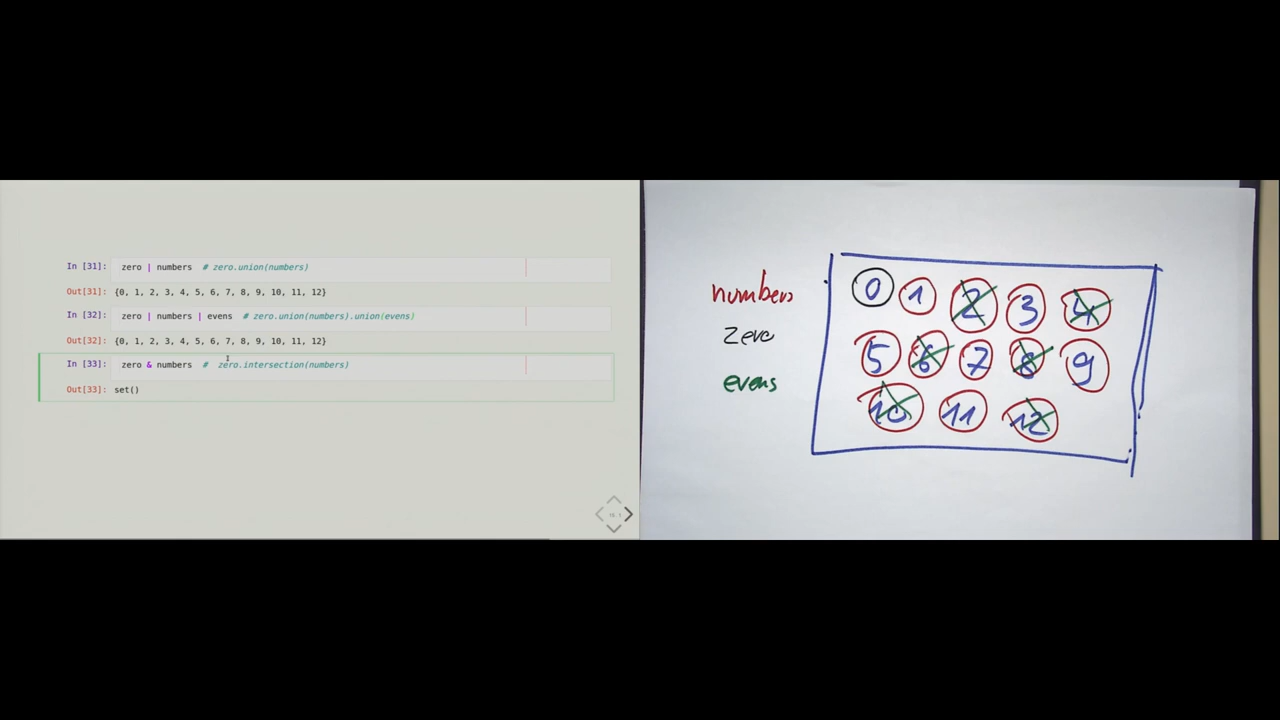 In [31]: zero | numbers # zero.union(numbers)
Out[31]: {0, 1, 2, 3, 4, 5, 6, 7, 8, 9, 10, 11, 12}
In [32]: zero | numbers | evens # zero.union(numbers).union(evens)
Out[32]: {0, 1, 2, 3, 4, 5, 6, 7, 8, 9, 10, 11, 12}
In [33]: zero & numbers # zero.intersection(numbers)
Out[33]: set()
numbers
zero
evens
0 1 2 3 4
5 6 7 8 9
10 11 12